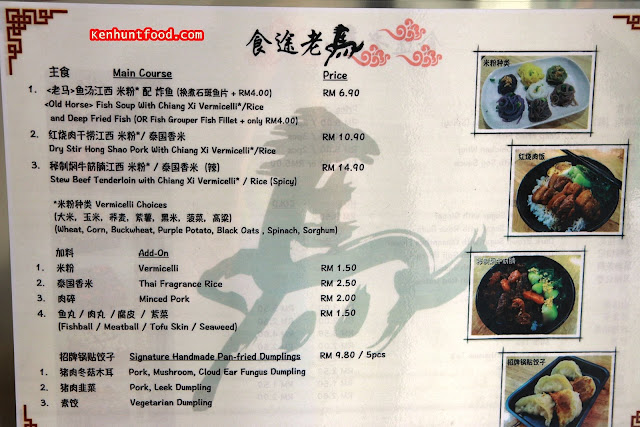 Kenhuntfood.com
食途老馬
主食 Main Course Price
1. <老马>鱼汤江西 米粉* 配 炸鱼 (换煮石斑鱼片 + RM4.00) RM 6.90
<Old Horse> Fish Soup With Chiang Xi Vermicelli*/Rice
and Deep Fried Fish (OR Fish Grouper Fish Fillet + only RM4.00)
2. 红烧肉干捞江西 米粉*/ 泰国香米 RM 10.90
Dry Stir Hong Shao Pork With Chiang Xi Vermicelli*/Rice
3. 秘制焖牛筋腩江西 米粉* / 泰国香米 (辣) RM 14.90
Stew Beef Tenderloin with Chiang Xi Vermicelli* / Rice (Spicy)
*米粉种类 Vermicelli Choices
(大米, 玉米, 荞麦, 紫薯, 黑米, 菠菜, 高梁)
(Wheat, Corn, Buckwheat, Purple Potato, Black Oats , Spinach, Sorghum)
加料 Add-On
1. 米粉 Vermicelli RM 1.50
2. 泰国香米 Thai Fragrance Rice RM 2.50
3. 肉碎 Minced Pork RM 2.00
4. 鱼丸 / 肉丸 / 腐皮 / 紫菜 RM 1.50
(Fishball / Meatball / Tofu Skin / Seaweed)
招牌锅贴饺子 Signature Handmade Pan-fried Dumplings RM 9.80 / 5pcs
1. 猪肉冬菇木耳 Pork, Mushroom, Cloud Ear Fungus Dumpling
2. 猪肉韭菜 Pork, Leek Dumpling
3. 素饺 Vegetarian Dumpling
米粉种类
红烧肉饭
招牌锅贴饺子